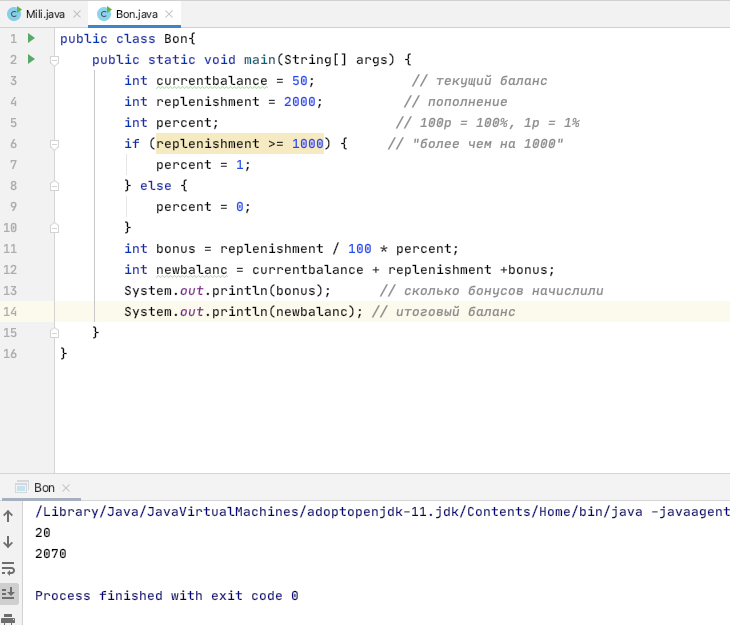 Mili.java Bon.java
1 public class Bon{
2 public static void main(String[] args) {
3 int currentbalance = 50; // текущий баланс
4 int replenishment = 2000; // пополнение
5 int percent; // 100р = 100%, 1р = 1%
6 if (replenishment >= 1000) { // "более чем на 1000"
7 percent = 1;
8 } else {
9 percent = 0;
10 }
11 int bonus = replenishment / 100 * percent;
12 int newbalanc = currentbalance + replenishment +bonus;
13 System.out.println(bonus); // сколько бонусов начислили
14 System.out.println(newbalanc); // итоговый баланс
15 }
16 }
Bon
/Library/Java/JavaVirtualMachines/adoptopenjdk-11.jdk/Contents/Home/bin/java -javaagent
20
2070
Process finished with exit code 0